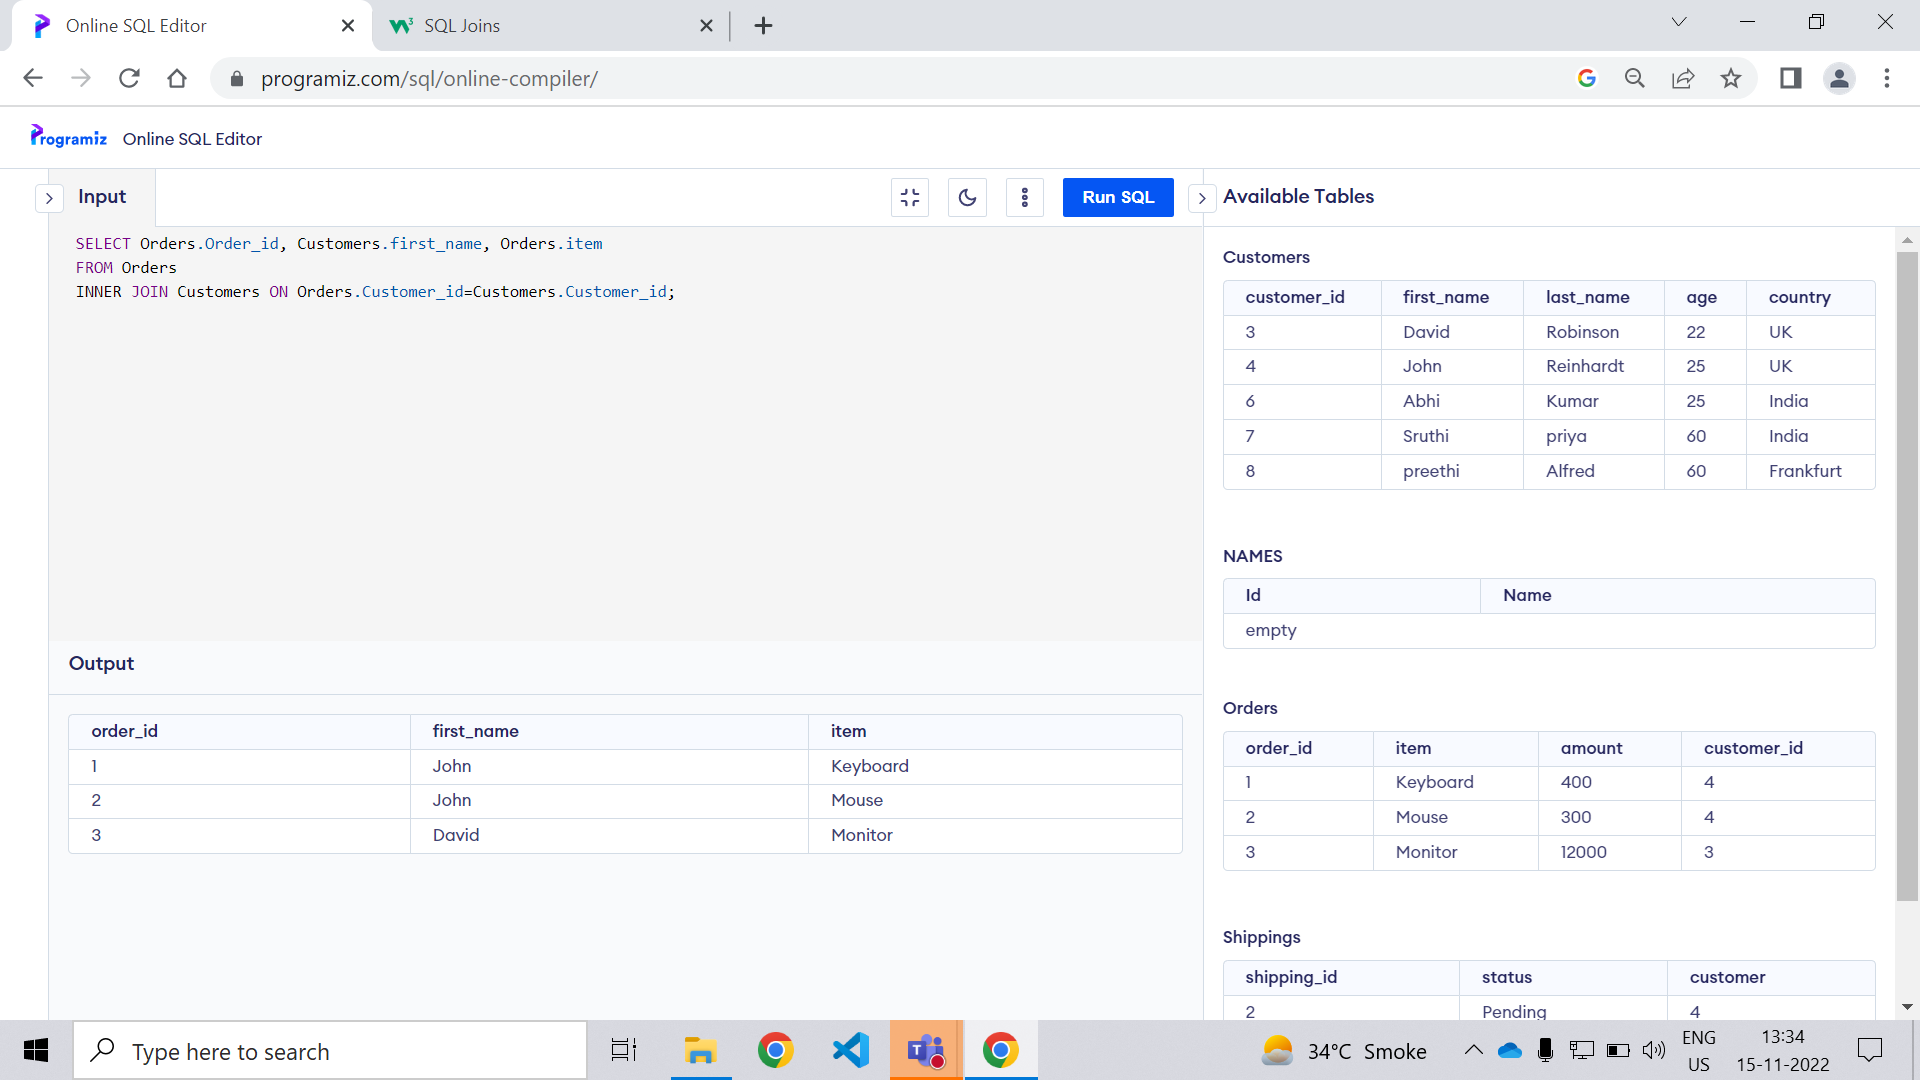 Online SQL Editor
SQL Joins
programiz.com/sql/online-compiler/
Programiz Online SQL Editor
Input
Run SQL
SELECT Orders.Order_id, Customers.first_name, Orders.item
FROM Orders
INNER JOIN Customers ON Orders.Customer_id=Customers.Customer_id;
Output
order_id first_name item
1 John Keyboard
2 John Mouse
3 David Monitor
Available Tables
Customers
customer_id first_name last_name age country
3 David Robinson 22 UK
4 John Reinhardt 25 UK
6 Abhi Kumar 25 India
7 Sruthi priya 60 India
8 preethi Alfred 60 Frankfurt
NAMES
Id Name
empty
Orders
order_id item amount customer_id
1 Keyboard 400 4
2 Mouse 300 4
3 Monitor 12000 3
Shippings
shipping_id status customer
2 Pending 4
Type here to search
34°C Smoke
ENG
US
13:34
15-11-2022